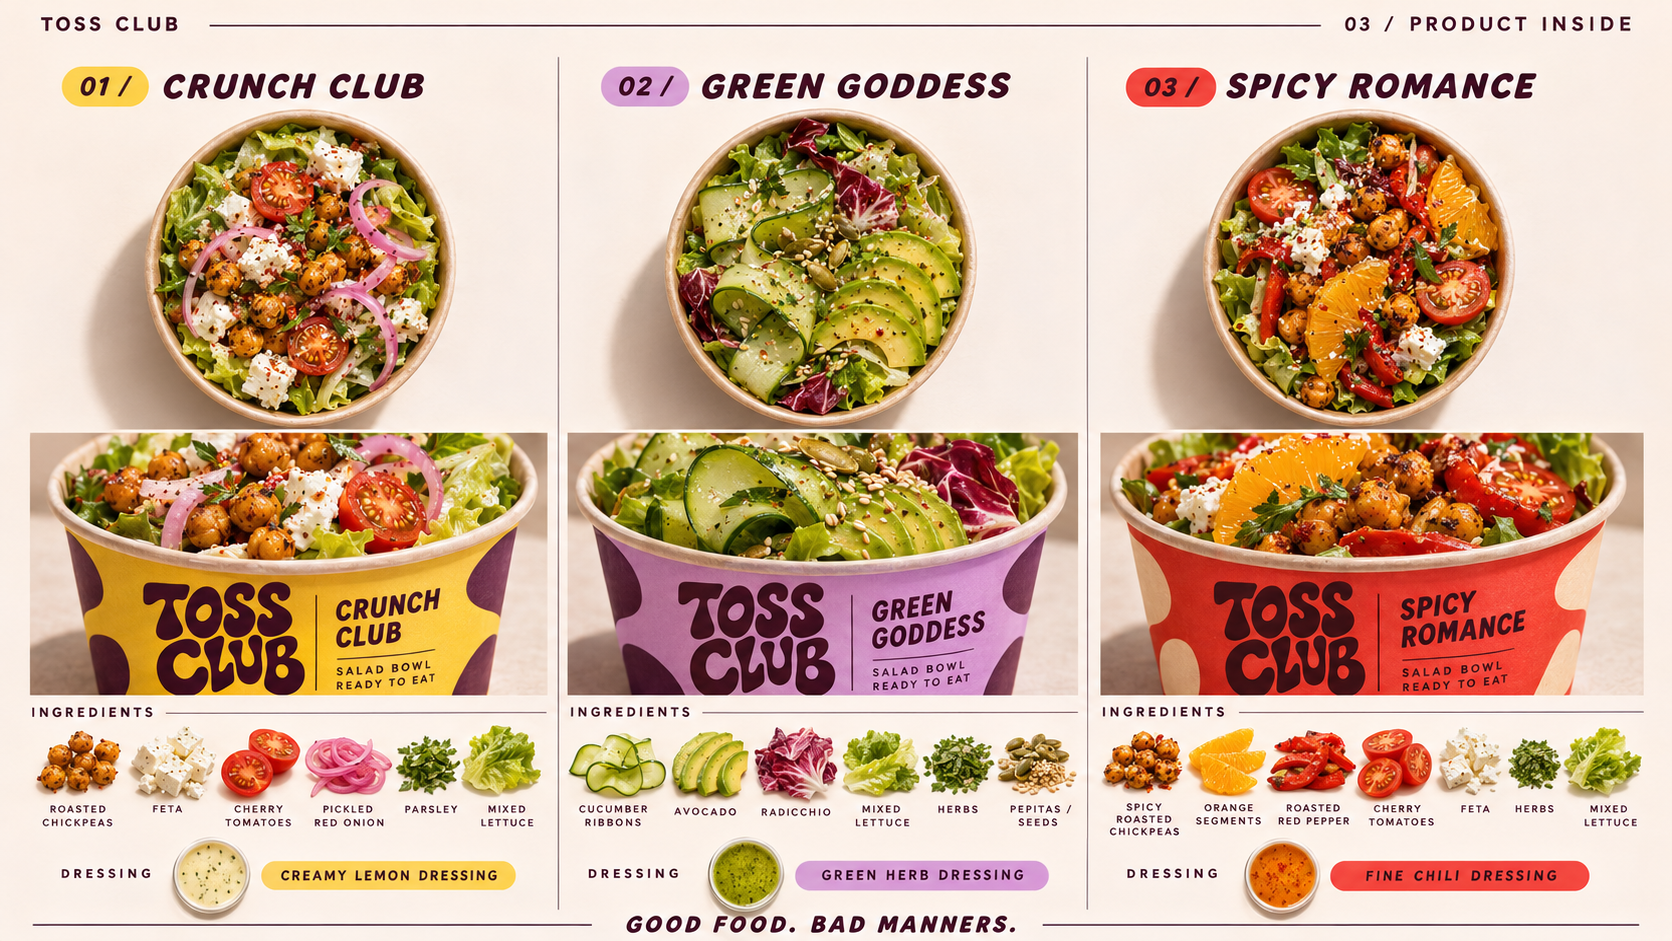 TOSS CLUB
03 / PRODUCT INSIDE
01 / CRUNCH CLUB
02 / GREEN GODDESS
03 / SPICY ROMANCE
TOSS
CLUB
CRUNCH
CLUB
SALAD BOWL
READY TO EAT
TOSS
CLUB
GREEN
GODDESS
SALAD BOWL
READY TO EAT
TOSS
CLUB
SPICY
ROMANCE
SALAD BOWL
READY TO EAT
INGREDIENTS
ROASTED
CHICKPEAS
FETA
CHERRY
TOMATOES
PICKLED
RED ONION
PARSLEY
MIXED
LETTUCE
DRESSING
CREAMY LEMON DRESSING
INGREDIENTS
CUCUMBER
RIBBONS
AVOCADO
RADICCHIO
MIXED
LETTUCE
HERBS
PEPITAS /
SEEDS
DRESSING
GREEN HERB DRESSING
INGREDIENTS
SPICY
ROASTED
CHICKPEAS
ORANGE
SEGMENTS
ROASTED
RED PEPPER
CHERRY
TOMATOES
FETA
HERBS
MIXED
LETTUCE
DRESSING
FINE CHILI DRESSING
GOOD FOOD. BAD MANNERS.